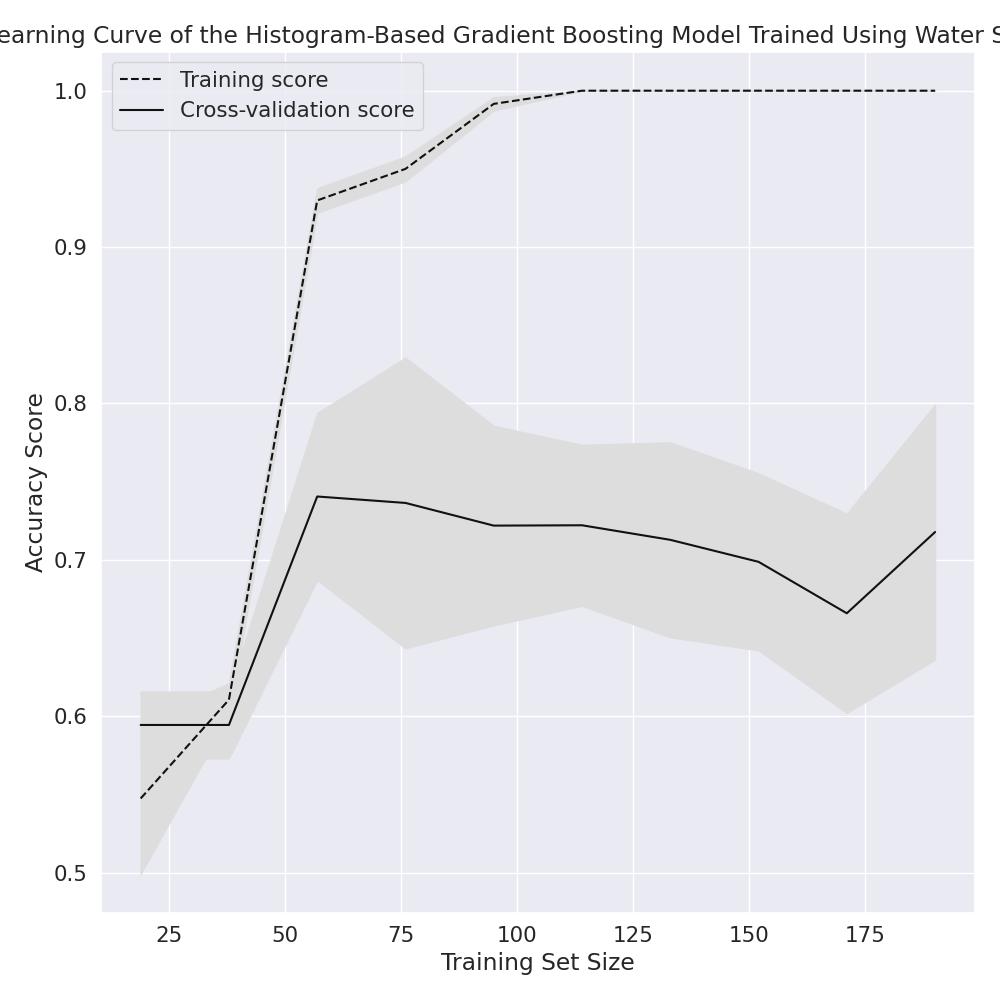 earning Curve of the Histogram-Based Gradient Boosting Model Trained Using Water S
Training score
Cross-validation score
1.0
0.9
0.8
0.7
0.6
0.5
Accuracy Score
25 50 75 100 125 150 175
Training Set Size